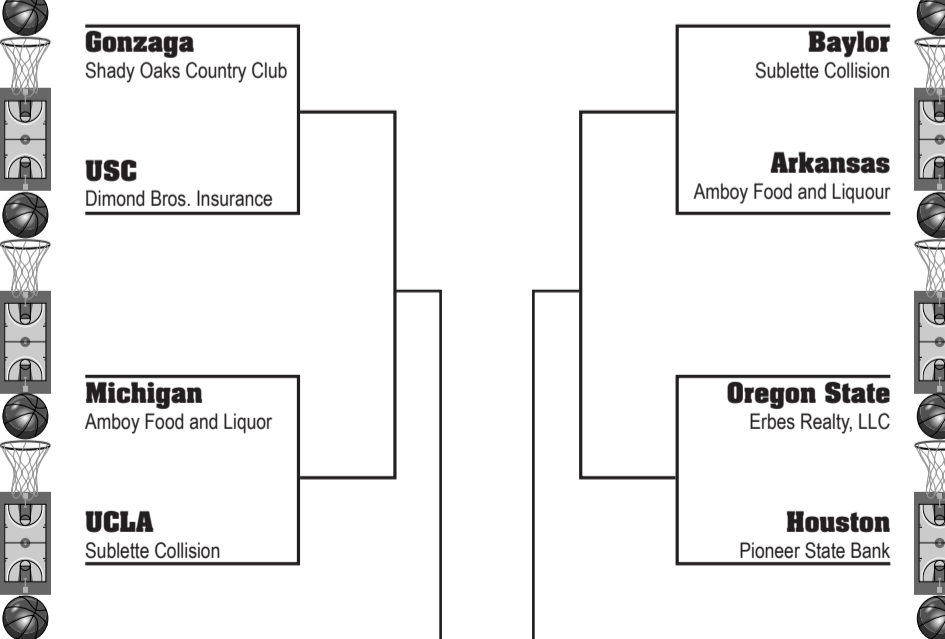 Gonzaga
Shady Oaks Country Club
USC
Dimond Bros. Insurance
Michigan
Amboy Food and Liquor
UCLA
Sublette Collision
Baylor
Sublette Collision
Arkansas
Amboy Food and Liquour
Oregon State
Erbes Realty, LLC
Houston
Pioneer State Bank